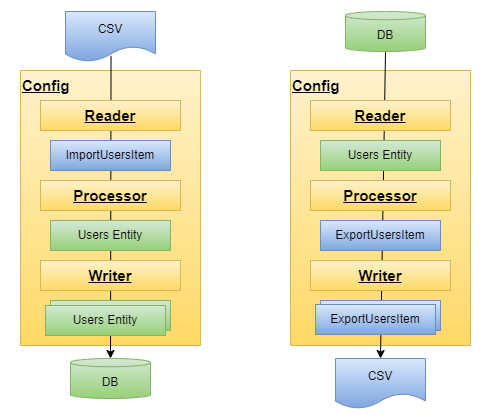 CSV
Config
Reader
ImportUsersItem
Processor
Users Entity
Writer
Users Entity
DB
DB
Config
Reader
Users Entity
Processor
ExportUsersItem
Writer
ExportUsersItem
CSV